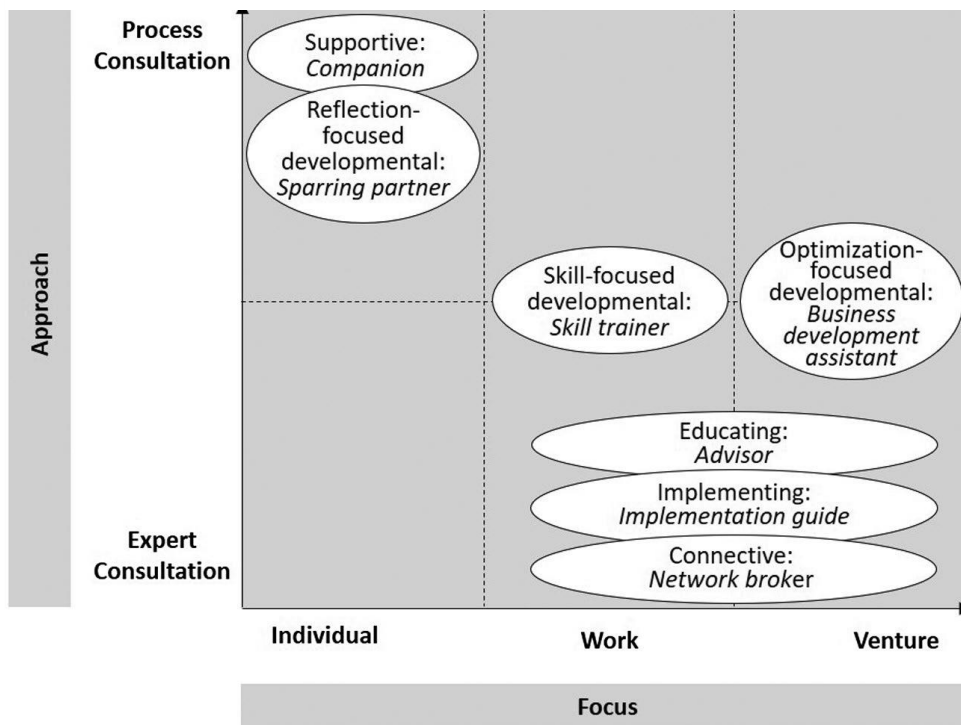 Process
Consultation
Supportive:
Companion
Reflection-
focused
developmental:
Sparring partner
Skill-focused
developmental:
Skill trainer
Optimization-
focused
developmental:
Business
development
assistant
Approach
Educating:
Advisor
Implementing:
Implementation guide
Connective:
Network broker
Expert
Consultation
Individual
Work
Venture
Focus